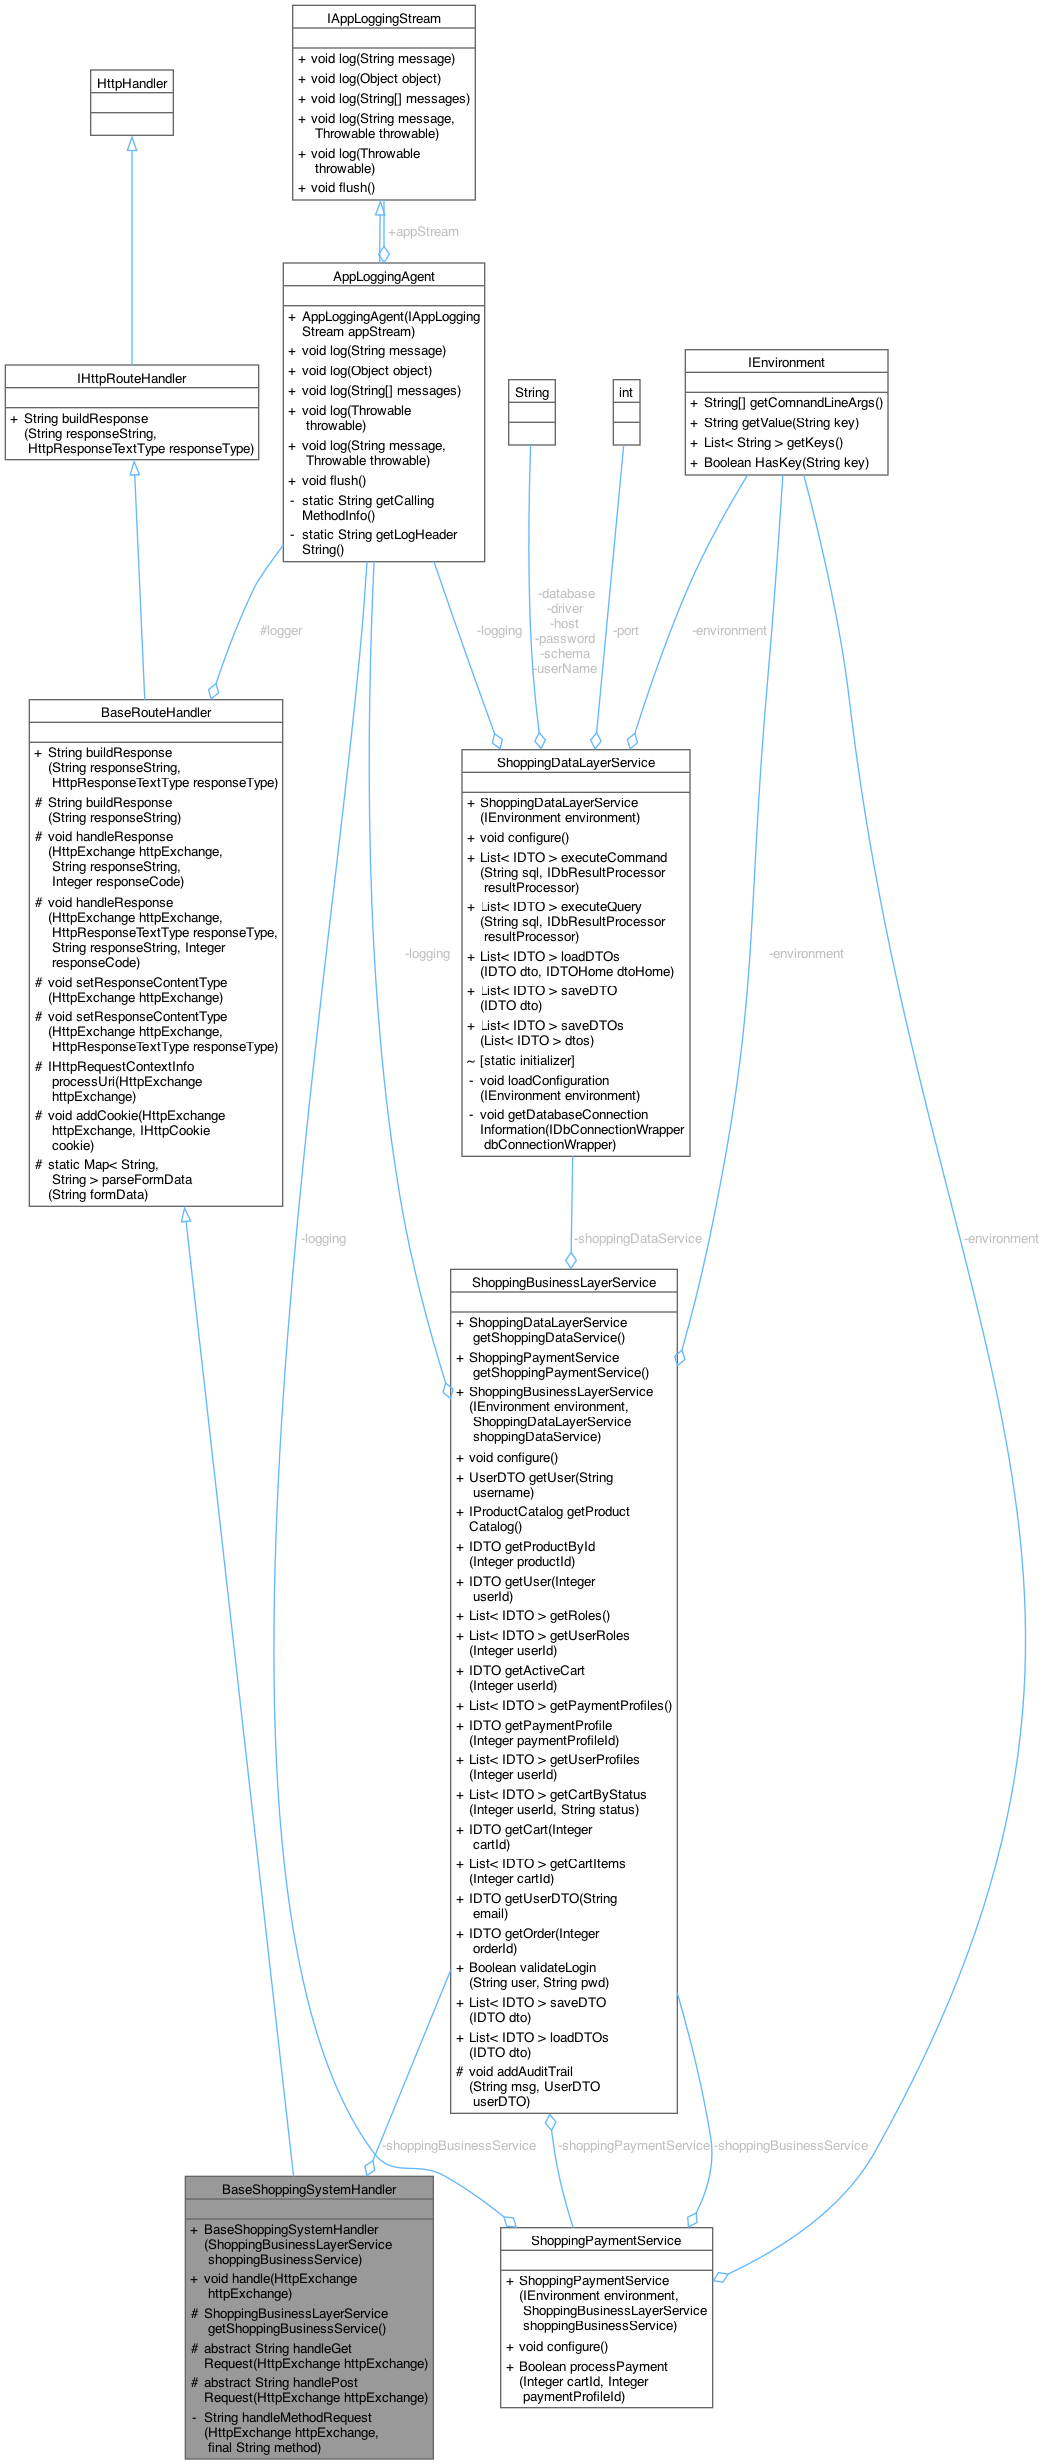 IAppLoggingStream
+ void log(String message)
+ void log(Object object)
+ void log(String[] messages)
+ void log(String message,
Throwable throwable)
+ void log(Throwable
throwable)
+ void flush()
HttpHandler
+appStream
AppLoggingAgent
+ AppLoggingAgent(IAppLogging
Stream appStream)
+ void log(String message)
+ void log(Object object)
+ void log(String[] messages)
+ void log(Throwable
throwable)
+ void log(String message,
Throwable throwable)
+ void flush()
- static String getCalling
MethodInfo()
- static String getLogHeader
String()
IHttpRouteHandler
+ String buildResponse
(String responseString,
HttpResponseTextType responseType)
String
int
IEnvironment
+ String[] getCommandLineArgs()
+ String getValue(String key)
+ List< String > getKeys()
+ Boolean HasKey(String key)
#logger
-logging
-database
-driver
-host
-password
-schema
-userName
-port
-environment
BaseRouteHandler
+ String buildResponse
(String responseString,
HttpResponseTextType responseType)
# String buildResponse
(String responseString)
# void handleResponse
(HttpExchange httpExchange,
String responseString,
Integer responseCode)
# void handleResponse
(HttpExchange httpExchange,
HttpResponseTextType responseType,
String responseString, Integer
responseCode)
# void setResponseContentType
(HttpExchange httpExchange)
# void setResponseContentType
(HttpExchange httpExchange,
HttpResponseTextType responseType)
# IHttpRequestContextInfo
processUri(HttpExchange
httpExchange)
# void addCookie(HttpExchange
httpExchange, IHttpCookie
cookie)
# static Map< String,
String > parseFormData
(String formData)
ShoppingDataLayerService
+ ShoppingDataLayerService
(IEnvironment environment)
+ void configure()
+ List< IDTO > executeCommand
(String sql, IDbResultProcessor
resultProcessor)
+ List< IDTO > executeQuery
(String sql, IDbResultProcessor
resultProcessor)
+ List< IDTO > loadDTOs
(IDTO dto, IDTOHome dtoHome)
+ List< IDTO > saveDTO
(IDTO dto)
+ List< IDTO > saveDTOs
(List< IDTO > dtos)
~ [static initializer]
- void loadConfiguration
(IEnvironment environment)
- void getDatabaseConnection
Information(IDbConnectionWrapper
dbConnectionWrapper)
-logging
-environment
-logging
-shoppingDataService
-environment
ShoppingBusinessLayerService
+ ShoppingDataLayerService
getShoppingDataService()
+ ShoppingPaymentService
getShoppingPaymentService()
+ ShoppingBusinessLayerService
(IEnvironment environment,
ShoppingDataLayerService
shoppingDataService)
+ void configure()
+ UserDTO getUser(String
username)
+ IProductCatalog getProduct
Catalog()
+ IDTO getProductById
(Integer productId)
+ IDTO getUser(Integer
userId)
+ List< IDTO > getRoles()
+ List< IDTO > getUserRoles
(Integer userId)
+ IDTO getActiveCart
(Integer userId)
+ List< IDTO > getPaymentProfiles()
+ IDTO getPaymentProfile
(Integer paymentProfileId)
+ List< IDTO > getUserProfiles
(Integer userId)
+ List< IDTO > getCartByStatus
(Integer userId, String status)
+ IDTO getCart(Integer
cartId)
+ List< IDTO > getCartItems
(Integer cartId)
+ IDTO getUserDTO(String
email)
+ IDTO getOrder(Integer
orderId)
+ Boolean validateLogin
(String user, String pwd)
+ List< IDTO > saveDTO
(IDTO dto)
+ List< IDTO > loadDTOs
(IDTO dto)
# void addAuditTrail
(String msg, UserDTO
userDTO)
-shoppingBusinessService
-shoppingPaymentService
-shoppingBusinessService
BaseShoppingSystemHandler
+ BaseShoppingSystemHandler
(ShoppingBusinessLayerService
shoppingBusinessService)
+ void handle(HttpExchange
httpExchange)
# ShoppingBusinessLayerService
getShoppingBusinessService()
# abstract String handleGet
Request(HttpExchange httpExchange)
# abstract String handlePost
Request(HttpExchange httpExchange)
- String handleMethodRequest
(HttpExchange httpExchange,
final String method)
ShoppingPaymentService
+ ShoppingPaymentService
(IEnvironment environment,
ShoppingBusinessLayerService
shoppingBusinessService)
+ void configure()
+ Boolean processPayment
(Integer cartId, Integer
paymentProfileId)